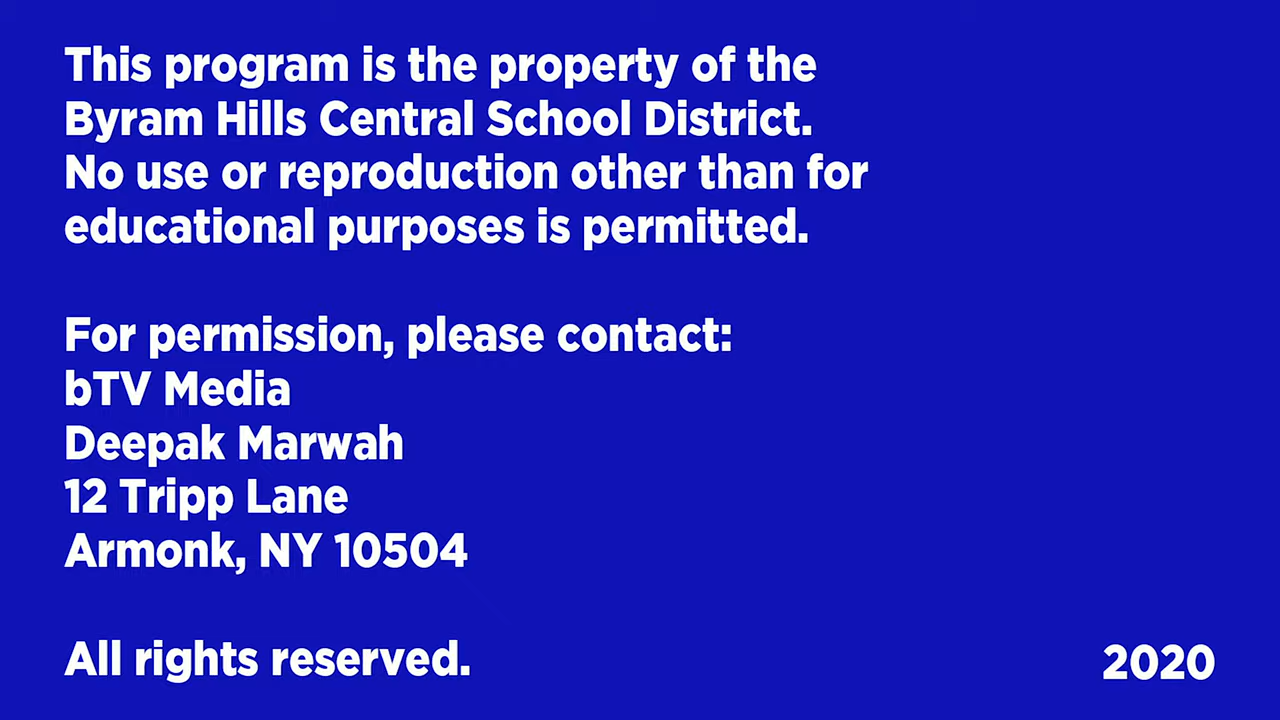 This program is the property of the
Byram Hills Central School District.
No use or reproduction other than for
educational purposes is permitted.
For permission, please contact:
bTV Media
Deepak Marwah
12 Tripp Lane
Armonk, NY 10504
All rights reserved.
2020